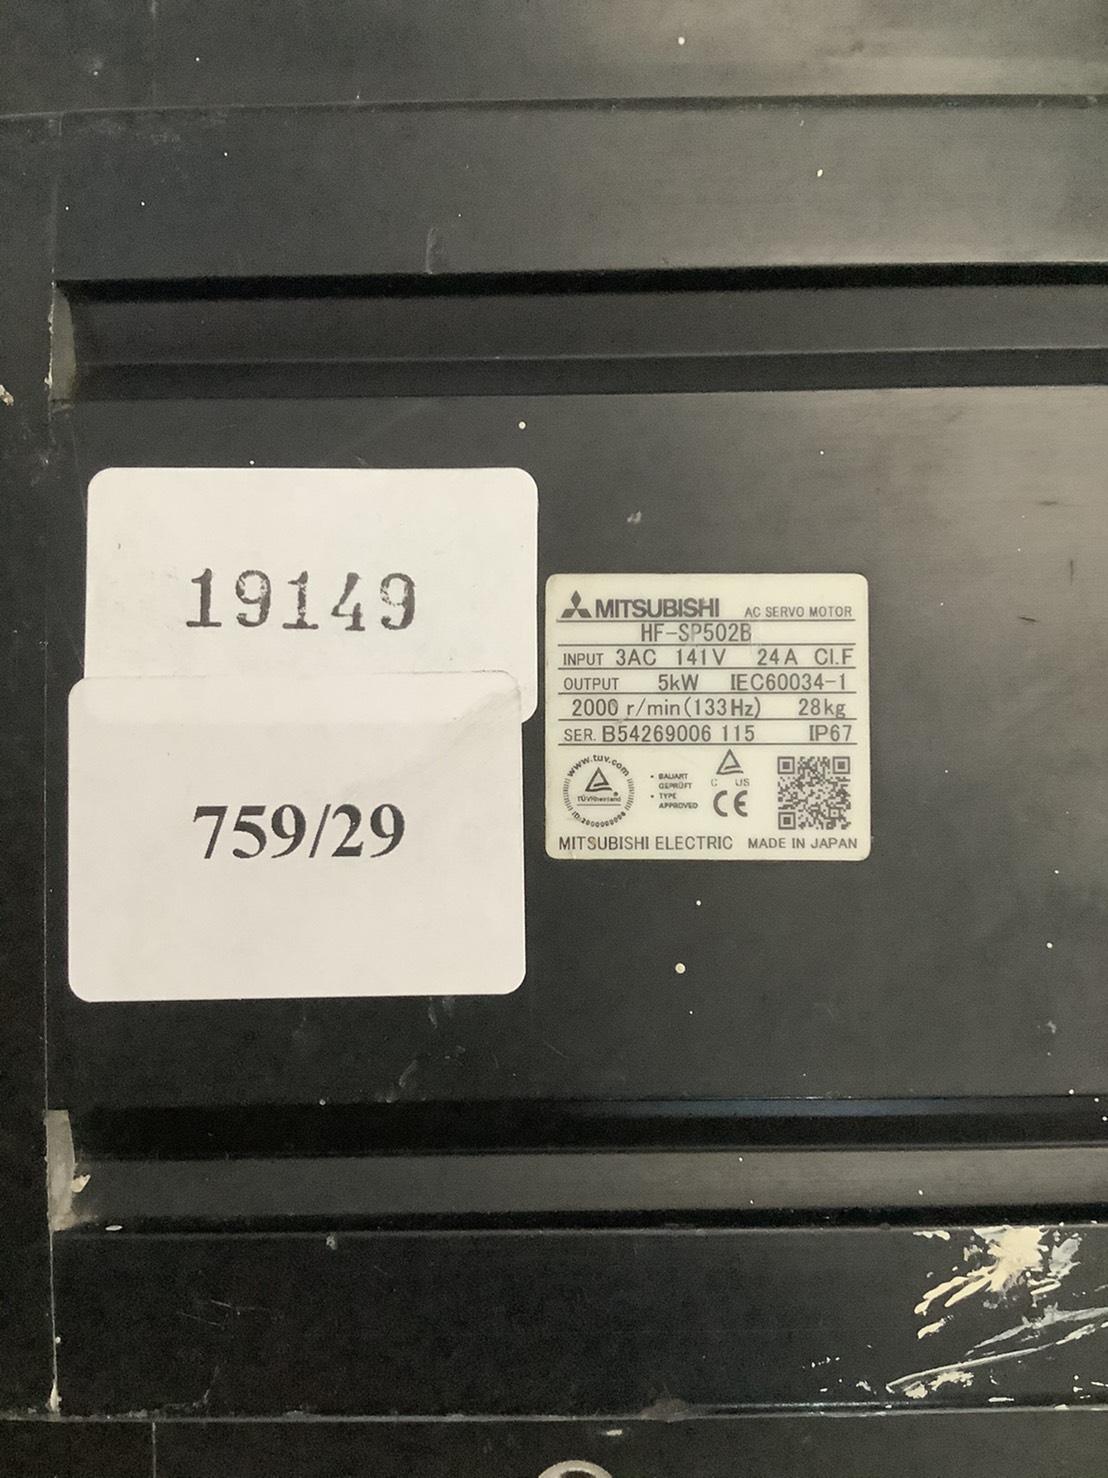 19149
759/29
MITSUBISHI AC SERVO MOTOR
HF-SP502B
INPUT 3AC 141V 24A Cl.F
OUTPUT 5kW IEC60034-1
2000 r/min(133Hz) 28kg
SER. B54269006 115 IP67
www.tuv.com
TÜVRheinland
• BAUART
GEPRÜFT
• TYPE
APPROVED
C US
CE
MITSUBISHI ELECTRIC MADE IN JAPAN